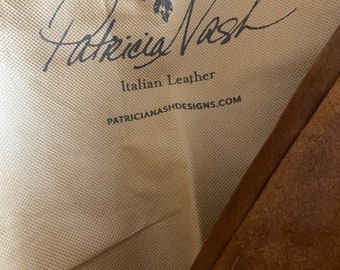 Patricia Nash
Italian Leather
PATRICIANASHDESIGNS.COM